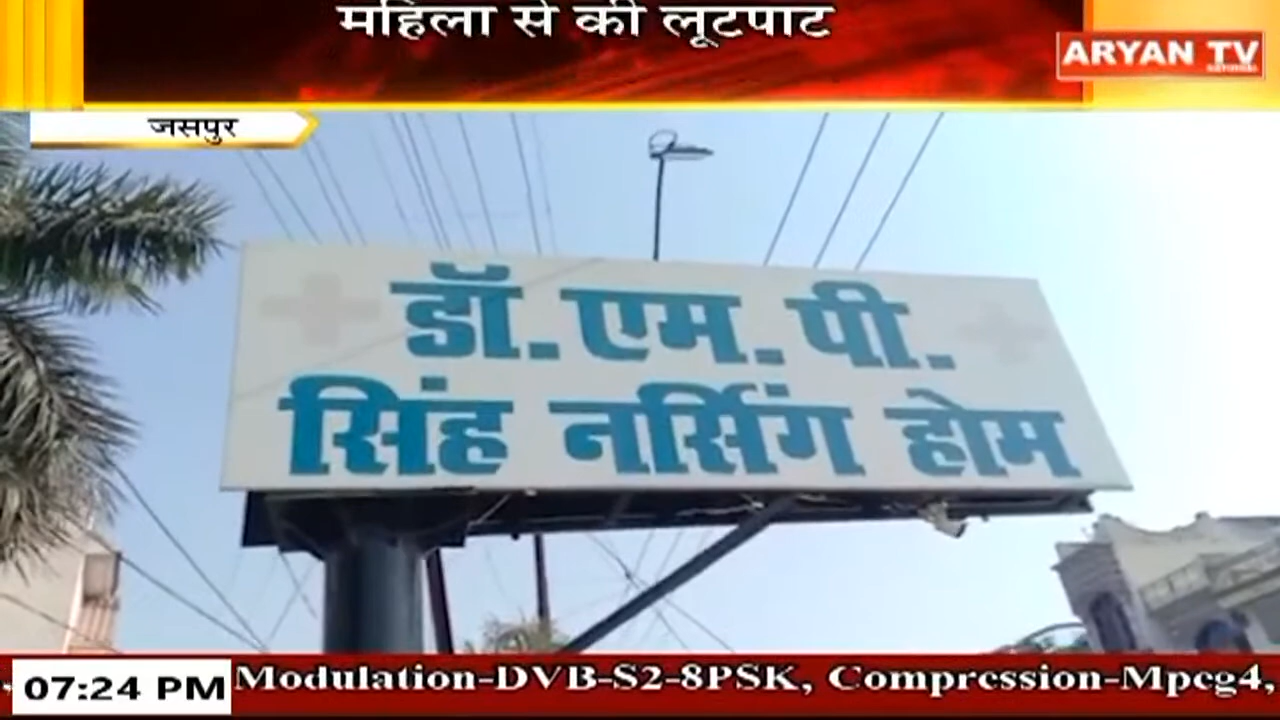 महिला से की लूटपाट
ARYAN TV
जसपुर
डॉ. एम. पी.
सिंह नर्सिंग होम
07:24 PM
Modulation-DVB-S2-8PSK, Compression-Mpeg4,